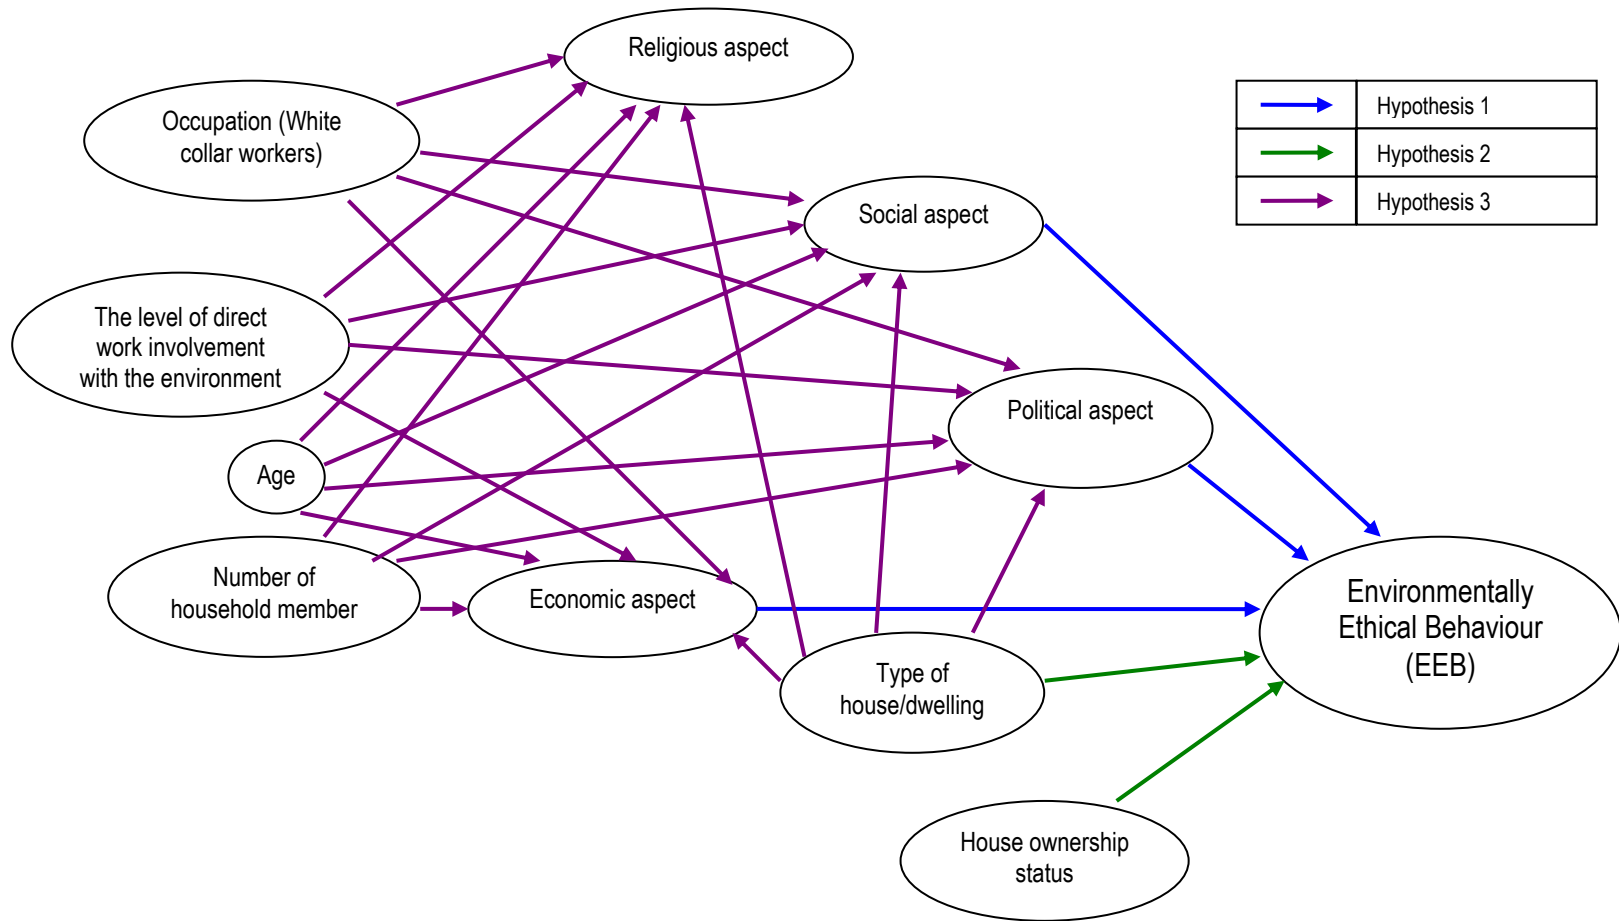 Religious aspect
Occupation (White
collar workers)
Hypothesis 1
Hypothesis 2
Hypothesis 3
Social aspect
The level of direct
work involvement
with the environment
Political aspect
Age
Number of
household member
Economic aspect
Environmentally
Ethical Behaviour
(EEB)
Type of
house/dwelling
House ownership
status